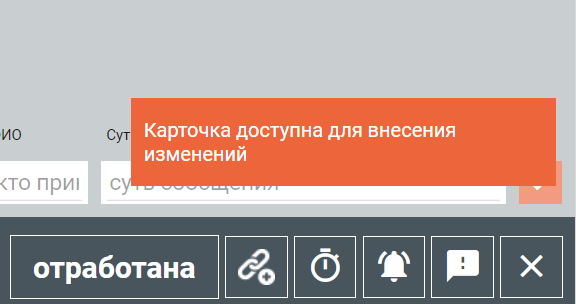 ИО
Сут
Карточка доступна для внесения
изменений
кто при
суть сообщения
отработана